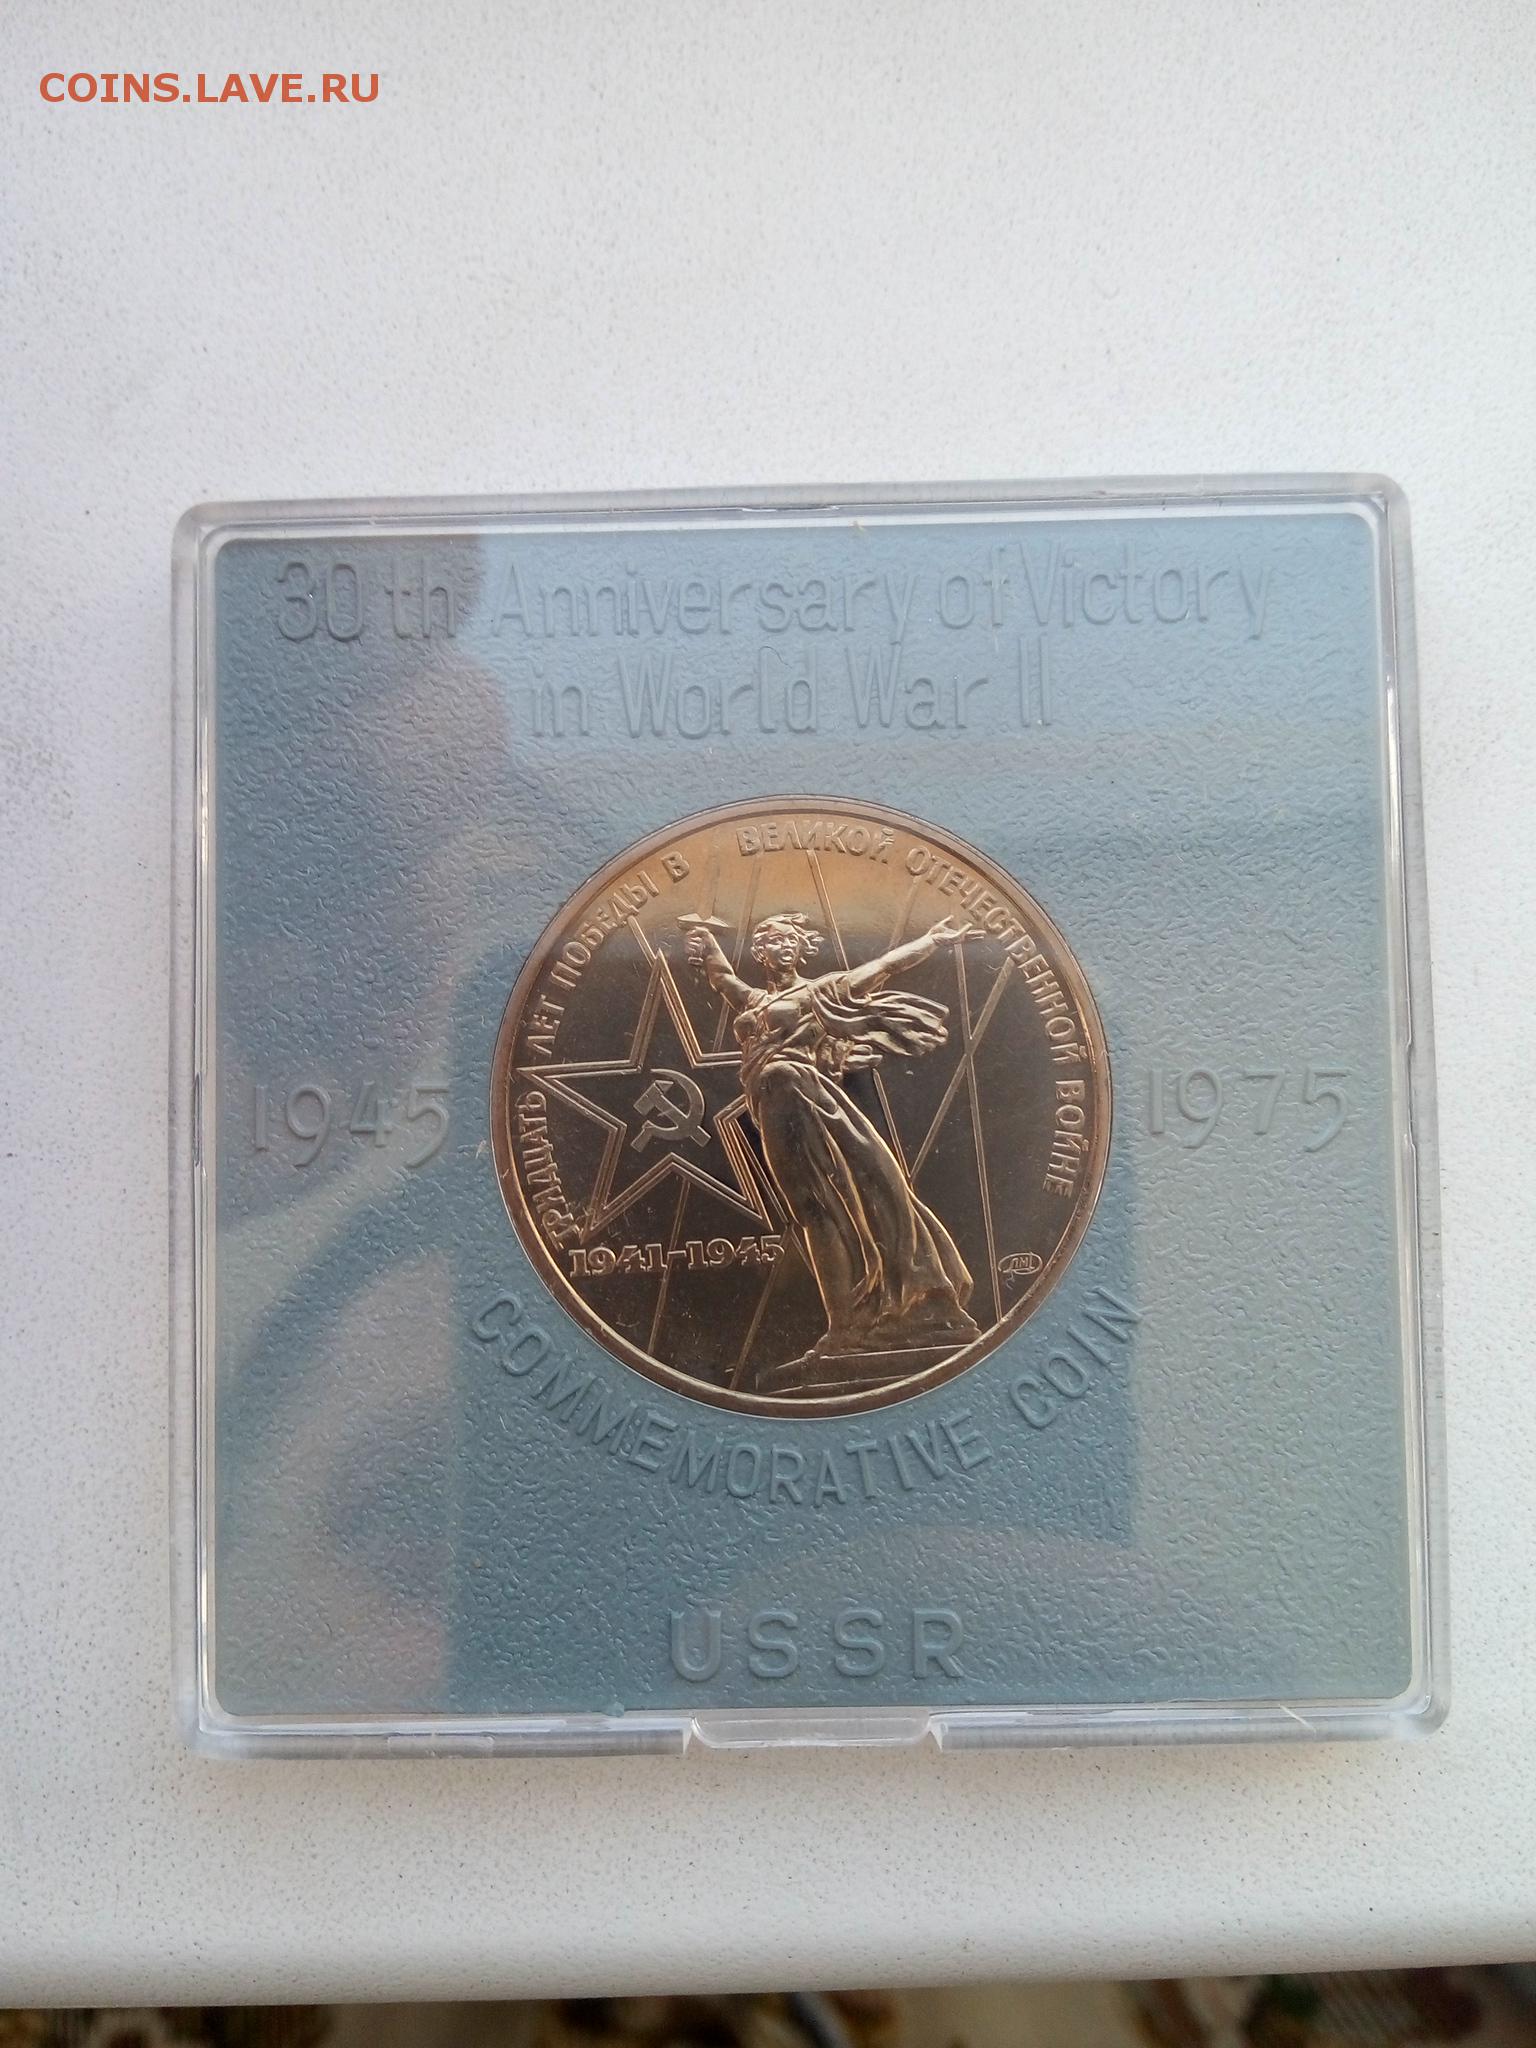 COINS.LAVE.RU
30 th Anniversary of Victory
in World War II
ТРИДЦАТЬ ЛЕТ ПОБЕДЫ В ВЕЛИКОЙ ОТЕЧЕСТВЕННОЙ ВОЙНЕ
1945
1975
1941-1945
ЛМД
COMMEMORATIVE COIN
USSR